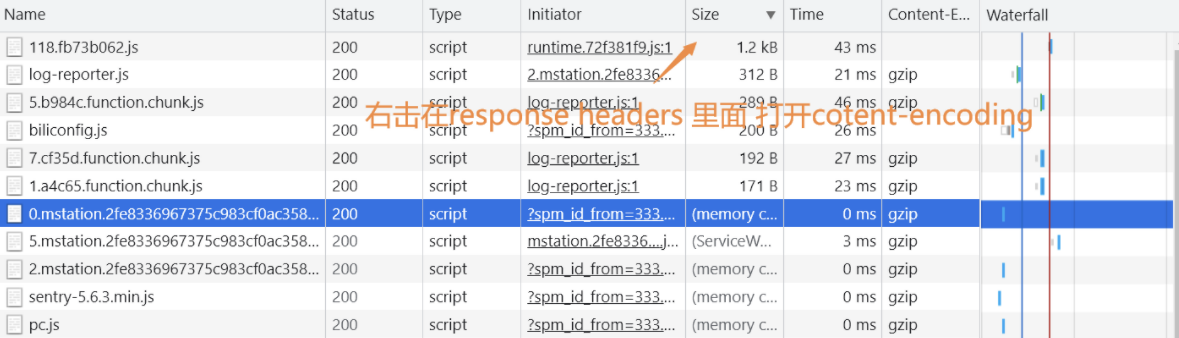 Name Status Type Initiator Size ▼ Time Content-E... Waterfall
118.fb73b062.js 200 script runtime.72f381f9.js:1 1.2 kB 43 ms
log-reporter.js 200 script 2.mstation.2fe8336... 312 B 21 ms gzip
5.b984c.function.chunk.js 200 script log-reporter.js:1 289 B 46 ms gzip
右击在response headers 里面 打开cotent-encoding
biliconfig.js 200 script ?spm_id_from=333.... 200 B 26 ms gzip
7.cf35d.function.chunk.js 200 script log-reporter.js:1 192 B 27 ms gzip
1.a4c65.function.chunk.js 200 script log-reporter.js:1 171 B 23 ms gzip
0.mstation.2fe8336967375c983cf0ac358... 200 script ?spm_id_from=333.... (memory c... 0 ms gzip
5.mstation.2fe8336967375c983cf0ac358... 200 script mstation.2fe8336....j... (ServiceW... 3 ms gzip
2.mstation.2fe8336967375c983cf0ac358... 200 script ?spm_id_from=333.... (memory c... 0 ms gzip
sentry-5.6.3.min.js 200 script ?spm_id_from=333.... (memory c... 0 ms gzip
pc.js 200 script ?spm_id_from=333.... (memory c... 0 ms gzip